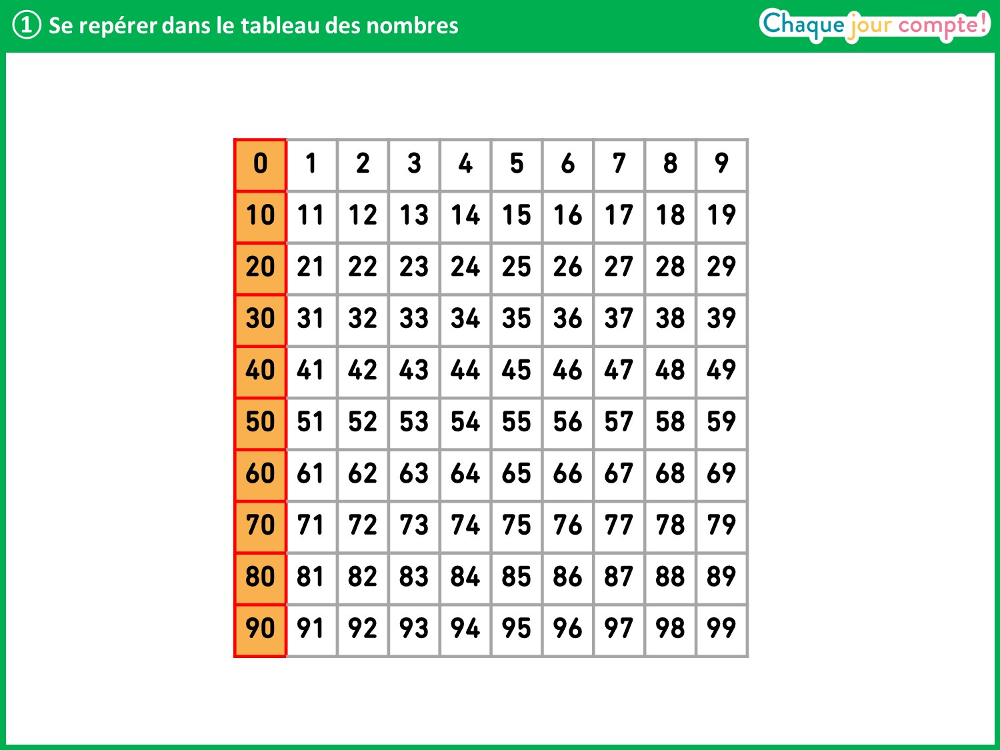 ① Se repérer dans le tableau des nombres
Chaque jour compte!
0 1 2 3 4 5 6 7 8 9
10 11 12 13 14 15 16 17 18 19
20 21 22 23 24 25 26 27 28 29
30 31 32 33 34 35 36 37 38 39
40 41 42 43 44 45 46 47 48 49
50 51 52 53 54 55 56 57 58 59
60 61 62 63 64 65 66 67 68 69
70 71 72 73 74 75 76 77 78 79
80 81 82 83 84 85 86 87 88 89
90 91 92 93 94 95 96 97 98 99